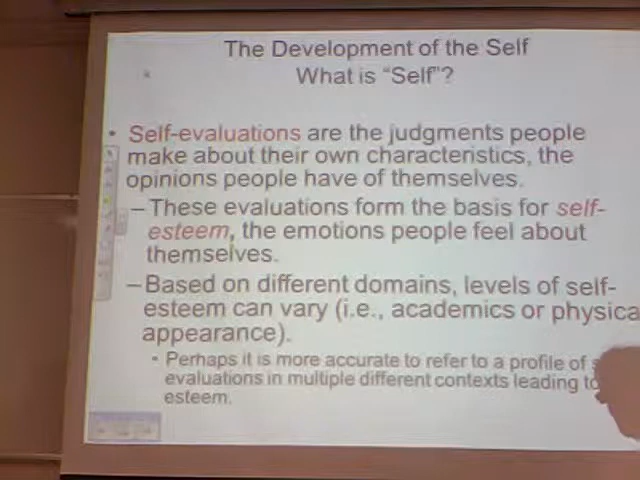 The Development of the Self
What is "Self"?
• Self-evaluations are the judgments people
make about their own characteristics, the
opinions people have of themselves.
– These evaluations form the basis for self-
esteem, the emotions people feel about
themselves.
– Based on different domains, levels of self-
esteem can vary (i.e., academics or physica
appearance).
• Perhaps it is more accurate to refer to a profile of
evaluations in multiple different contexts leading to
esteem.